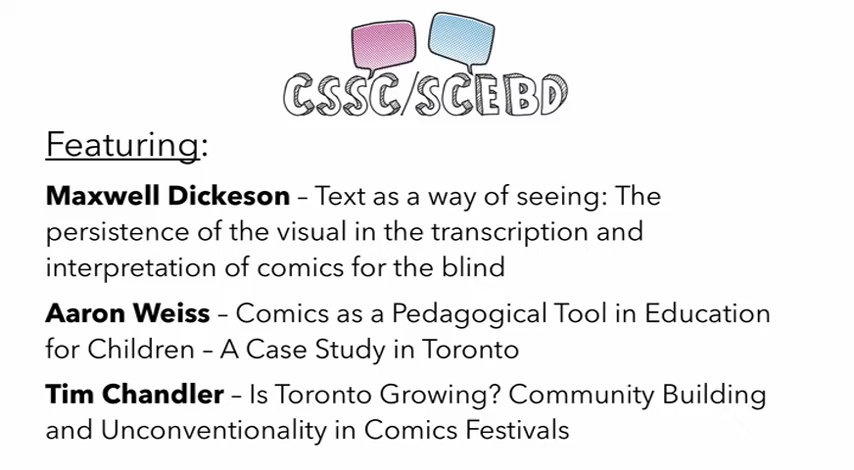 CSSC/SCEBD
Featuring:
Maxwell Dickeson – Text as a way of seeing: The
persistence of the visual in the transcription and
interpretation of comics for the blind
Aaron Weiss – Comics as a Pedagogical Tool in Education
for Children – A Case Study in Toronto
Tim Chandler – Is Toronto Growing? Community Building
and Unconventionality in Comics Festivals